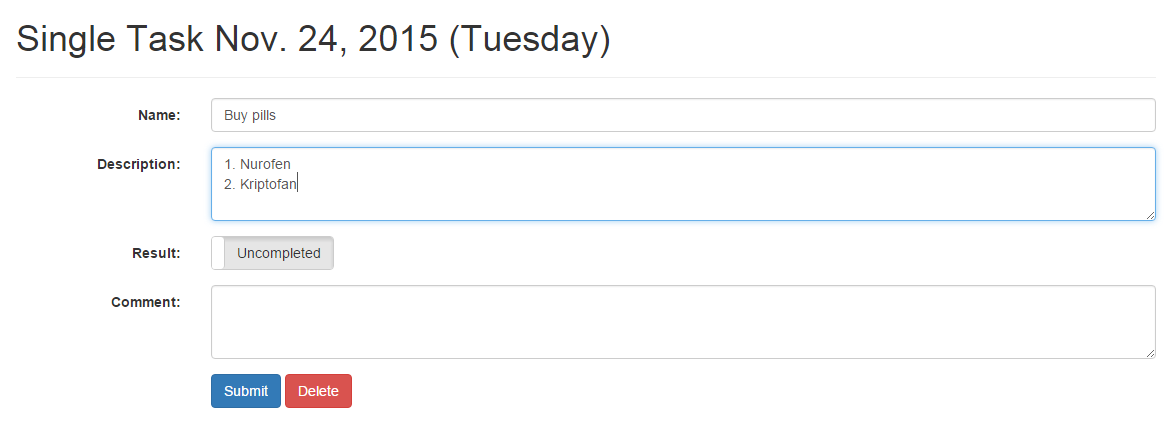 Single Task Nov. 24, 2015 (Tuesday)
Name:
Buy pills
Description:
1. Nurofen
2. Kriptofan
Result:
Uncompleted
Comment:
Submit
Delete